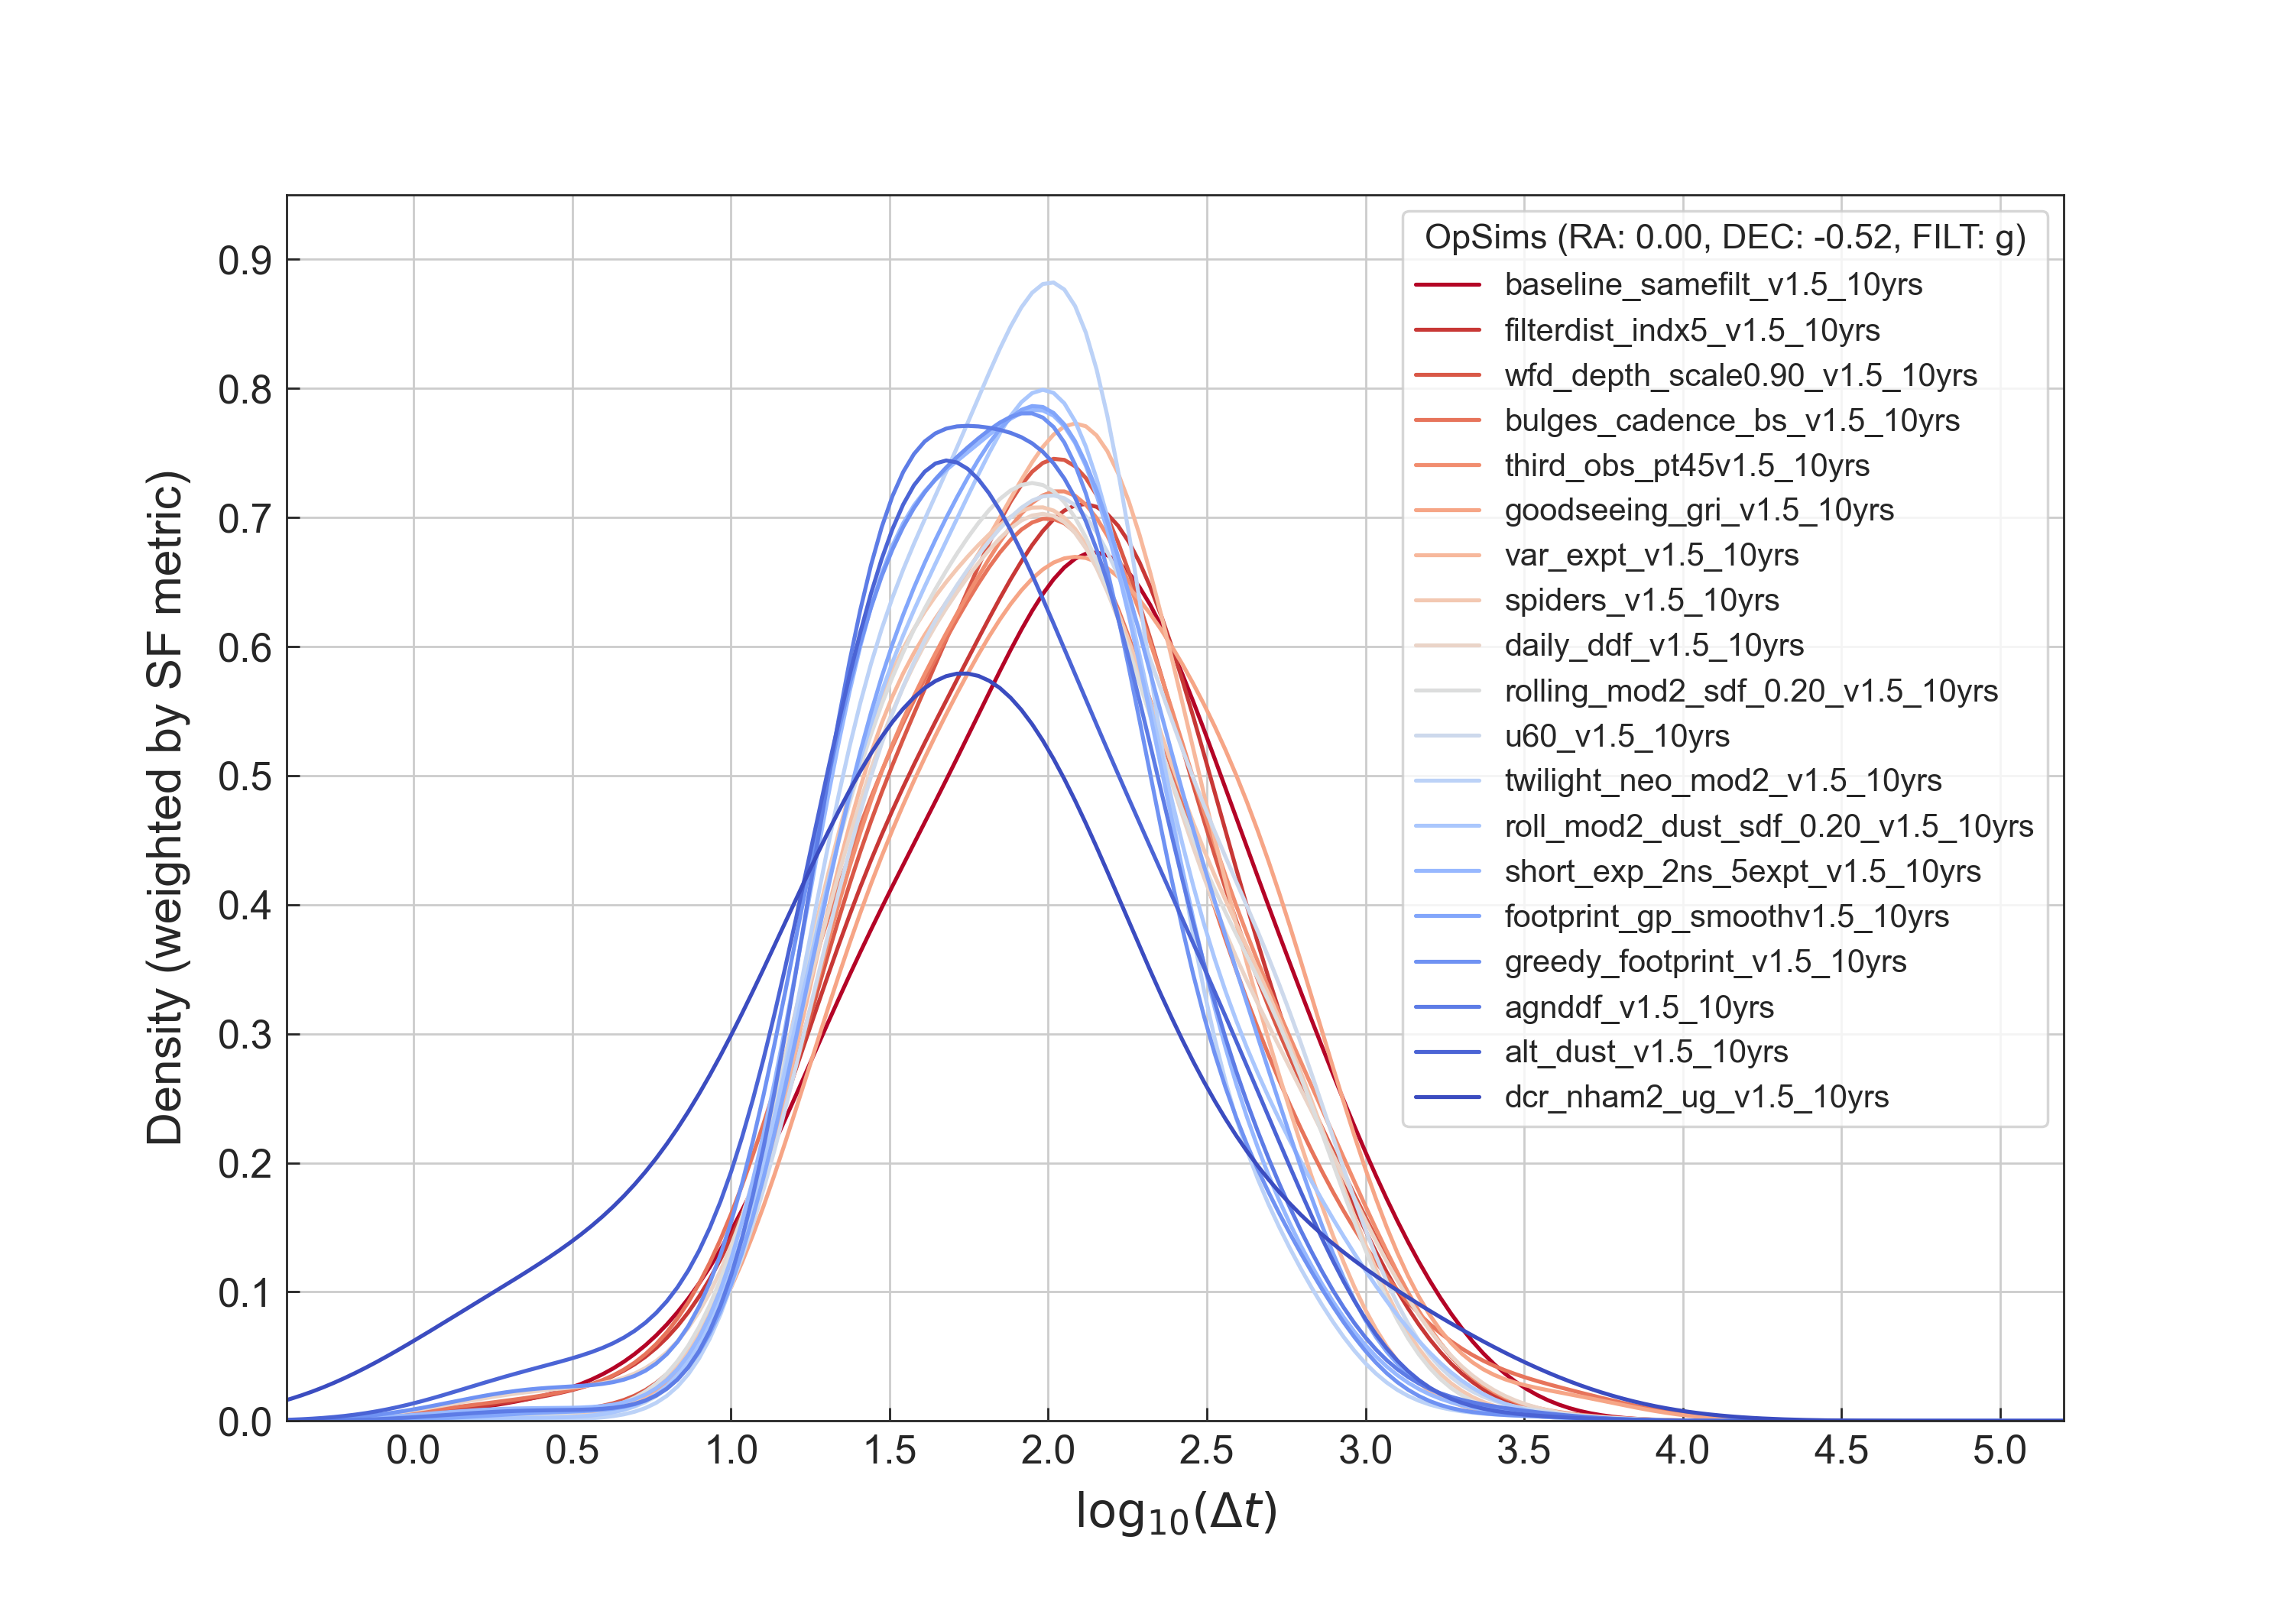 OpSims (RA: 0.00, DEC: -0.52, FILT: g)
baseline_samefilt_v1.5_10yrs
filterdist_indx5_v1.5_10yrs
wfd_depth_scale0.90_v1.5_10yrs
bulges_cadence_bs_v1.5_10yrs
third_obs_pt45v1.5_10yrs
goodseeing_gri_v1.5_10yrs
var_expt_v1.5_10yrs
spiders_v1.5_10yrs
daily_ddf_v1.5_10yrs
rolling_mod2_sdf_0.20_v1.5_10yrs
u60_v1.5_10yrs
twilight_neo_mod2_v1.5_10yrs
roll_mod2_dust_sdf_0.20_v1.5_10yrs
short_exp_2ns_5expt_v1.5_10yrs
footprint_gp_smoothv1.5_10yrs
greedy_footprint_v1.5_10yrs
agnddf_v1.5_10yrs
alt_dust_v1.5_10yrs
dcr_nham2_ug_v1.5_10yrs
Density (weighted by SF metric)
0.9
0.8
0.7
0.6
0.5
0.4
0.3
0.2
0.1
0.0
0.0 0.5 1.0 1.5 2.0 2.5 3.0 3.5 4.0 4.5 5.0
log₁₀(Δt)